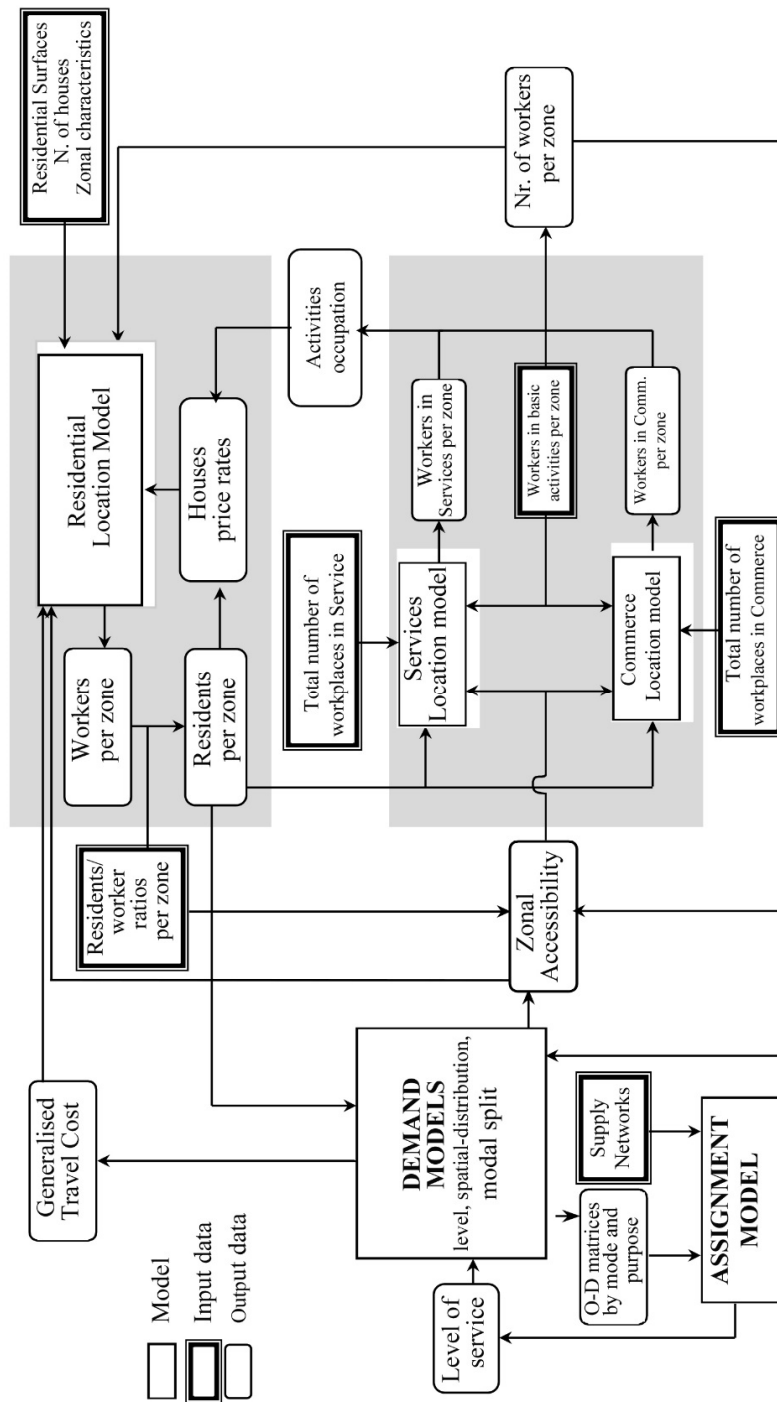 Model
Input data
Output data
Generalised
Travel Cost
Residents/
worker
ratios
per zone
Workers
per zone
Residential
Location Model
Residential Surfaces
N. of houses
Zonal characteristics
Residents
per zone
Houses
price rates
Activities
occupation
Level of
service
DEMAND
MODELS
level, spatial-distribution,
modal split
Zonal
Accessibility
Total number of
workplaces in Service
Services
Location model
Workers in
Services per zone
Workers in basic
activities per zone
Nr. of workers
per zone
O-D matrices
by mode and
purpose
Supply
Networks
Commerce
Location model
Workers in Comm.
per zone
ASSIGNMENT
MODEL
Total number of
workplaces in Commerce